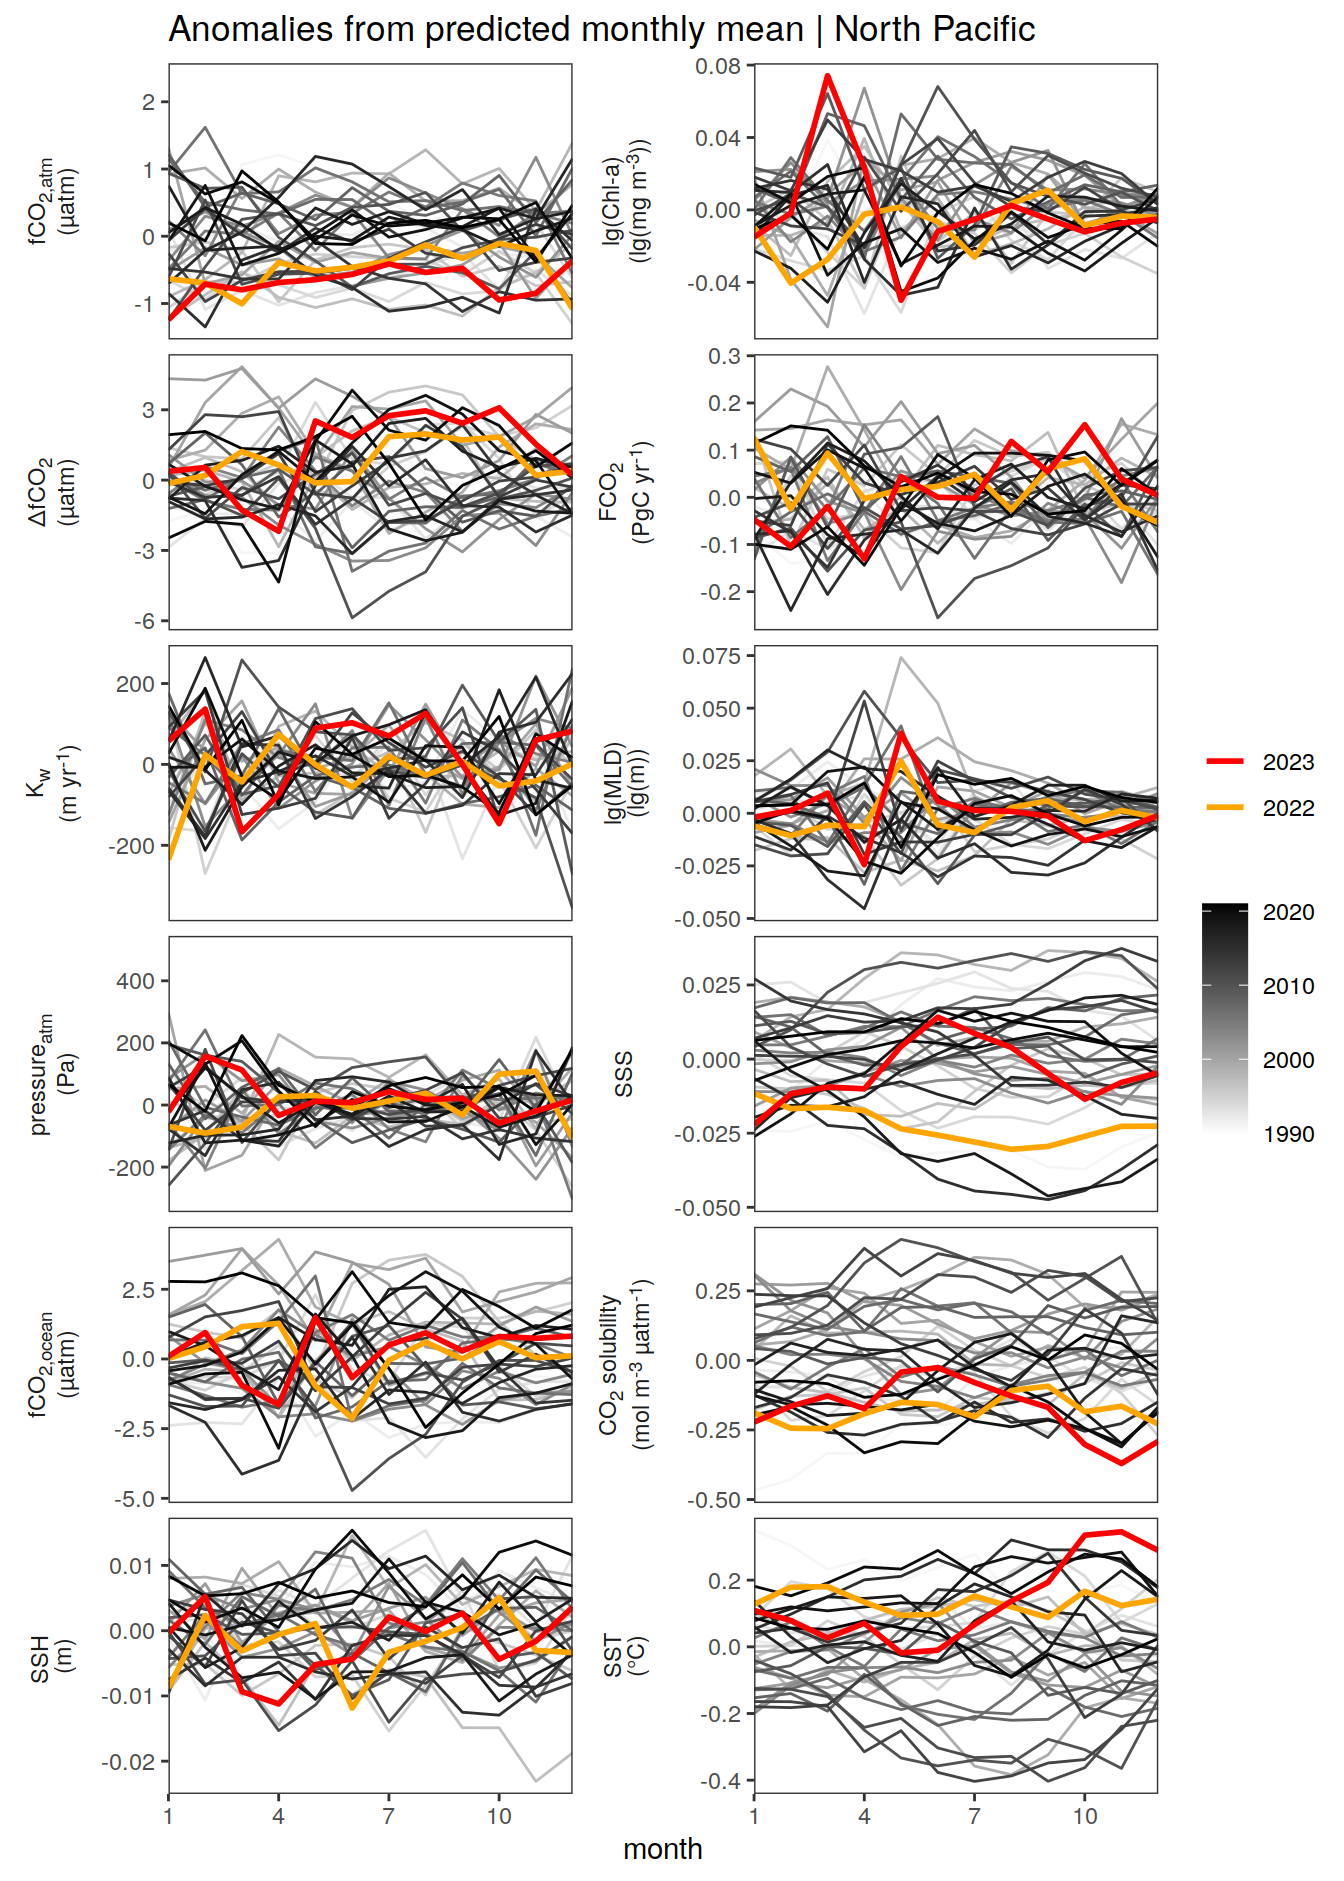 Anomalies from predicted monthly mean | North Pacific
fCO2,atm
(µatm)
2
1
0
-1
lg(Chl-a)
(lg(mg m-3))
0.08
0.04
0.00
-0.04
ΔfCO2
(µatm)
3
0
-3
-6
FCO2
(PgC yr-1)
0.3
0.2
0.1
0.0
-0.1
-0.2
Kw
(m yr-1)
200
0
-200
lg(MLD)
(lg(m))
0.075
0.050
0.025
0.000
-0.025
-0.050
pressureatm
(Pa)
400
200
0
-200
SSS
0.025
0.000
-0.025
-0.050
fCO2,ocean
(µatm)
2.5
0.0
-2.5
-5.0
CO2 solubility
(mol m-3 µatm-1)
0.25
0.00
-0.25
-0.50
SSH
(m)
0.01
0.00
-0.01
-0.02
SST
(°C)
0.2
0.0
-0.2
-0.4
1 4 7 10
1 4 7 10
month
2023
2022
2020
2010
2000
1990